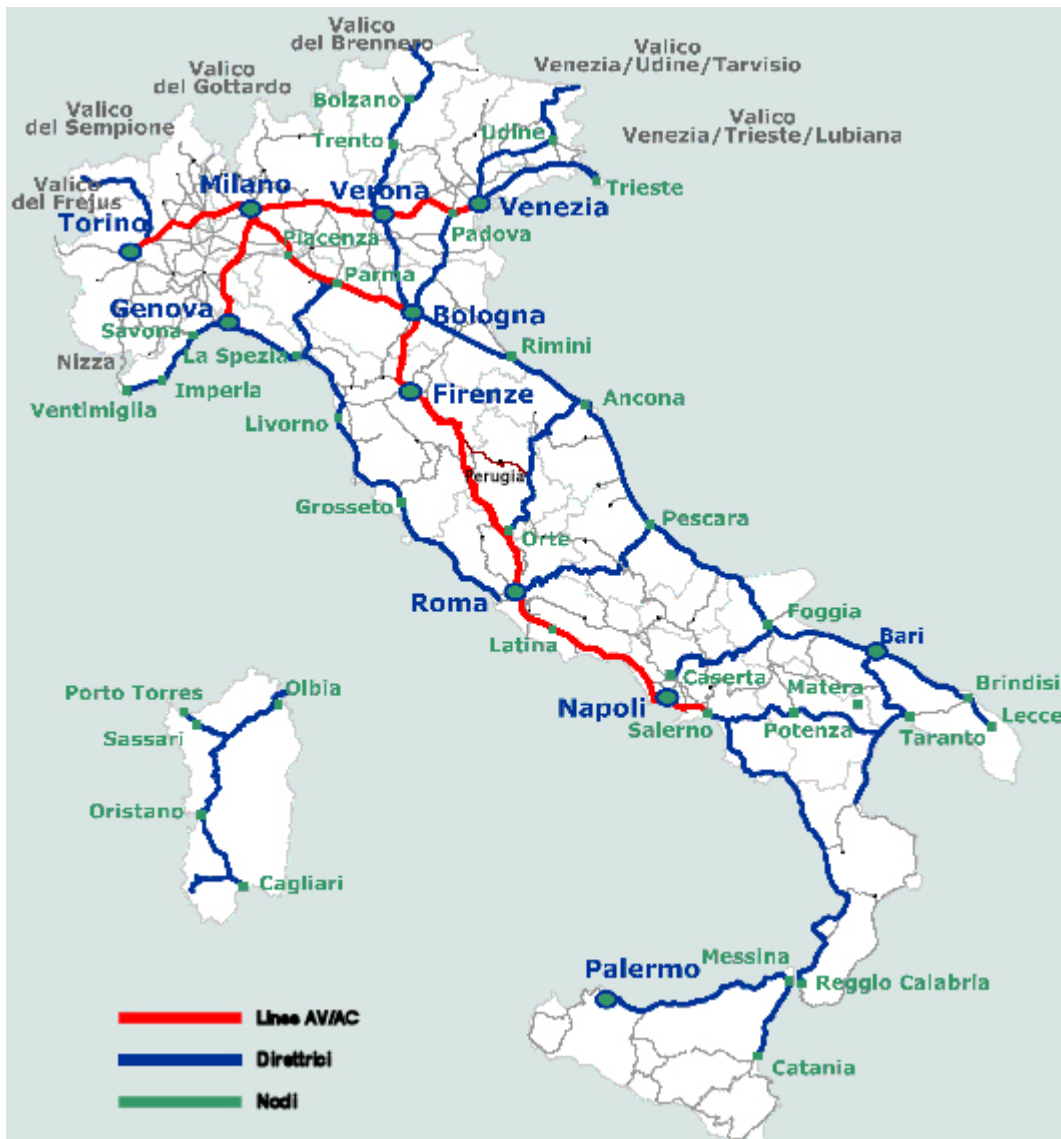 Valico
del Brennero
Valico
Venezia/Udine/Tarvisio
Valico
del Gottardo
Bolzano
Valico
del Sempione
Valico
Venezia/Trieste/Lubiana
Trento
Udine
Valico
del Frejus
Milano
Verona
Trieste
Torino
Venezia
Piacenza
Padova
Parma
Genova
Bologna
Savona
La Spezia
Rimini
Nizza
Imperia
Firenze
Ancona
Ventimiglia
Livorno
Perugia
Grosseto
Orte
Pescara
Roma
Latina
Foggia
Bari
Caserta
Matera
Brindisi
Porto Torres
Olbia
Napoli
Lecce
Sassari
Salerno
Potenza
Taranto
Oristano
Cagliari
Messina
Palermo
Reggio Calabria
Linee AV/AC
Direttrici
Catania
Nodi